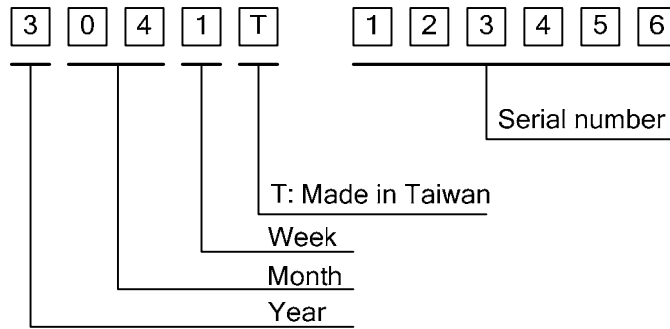 3 0 4 1 T 1 2 3 4 5 6
Serial number
T: Made in Taiwan
Week
Month
Year